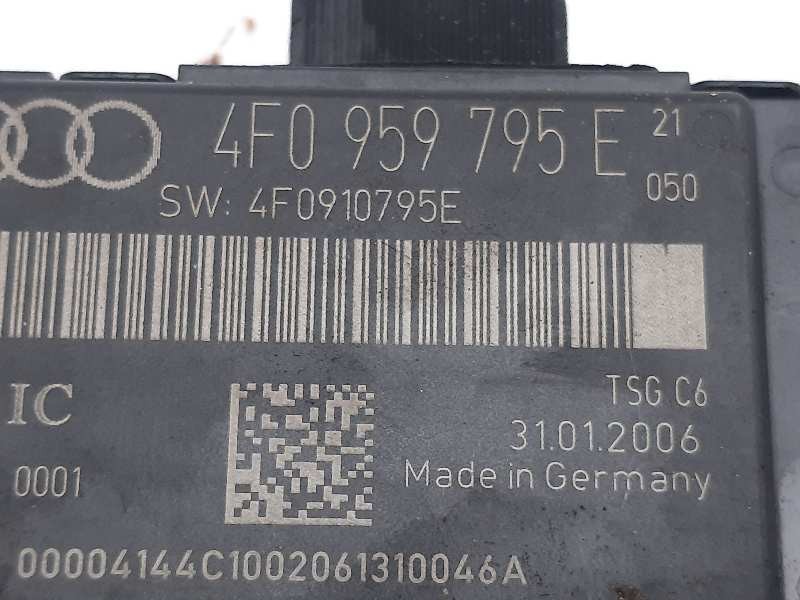 4F0 959 795 E 21
050
SW: 4F0910795E
IC
TSG C6
31.01.2006
0001
Made in Germany
00004144C1002061310046A